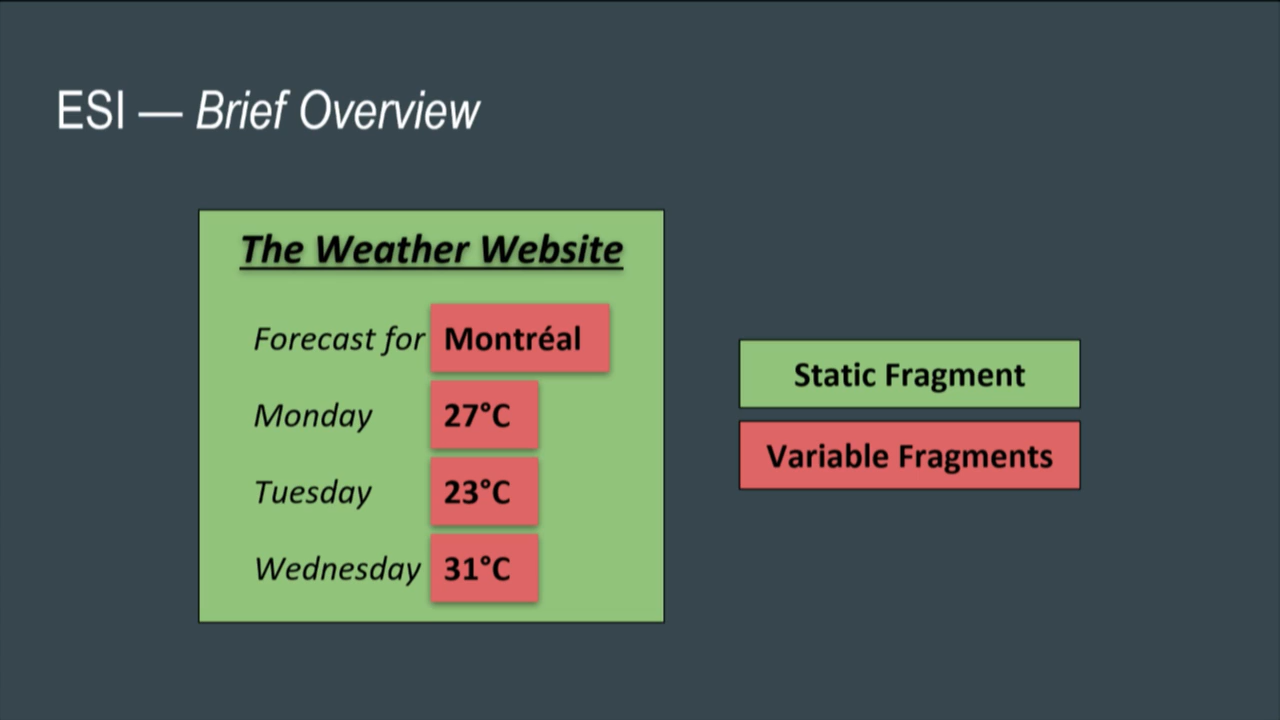 ESI — Brief Overview
The Weather Website
Forecast for Montréal
Monday 27°C
Tuesday 23°C
Wednesday 31°C
Static Fragment
Variable Fragments